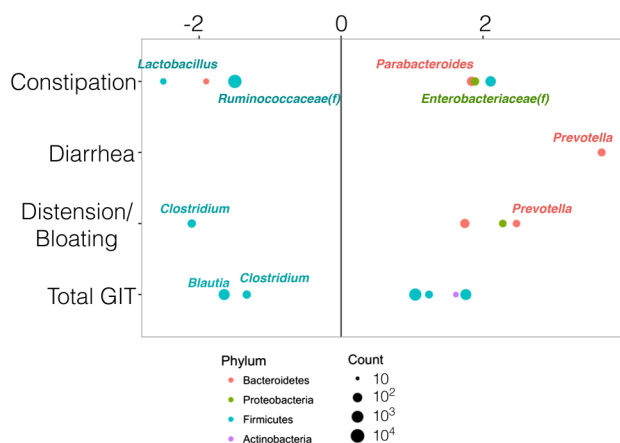 -2 0 2
Lactobacillus Parabacteroides
Constipation
Ruminococcaceae(f) Enterobacteriaceae(f)
Prevotella
Diarrhea
Distension/
Bloating
Clostridium Prevotella
Blautia Clostridium
Total GIT
Phylum
Bacteroidetes
Proteobacteria
Firmicutes
Actinobacteria
Count
10
10²
10³
10⁴